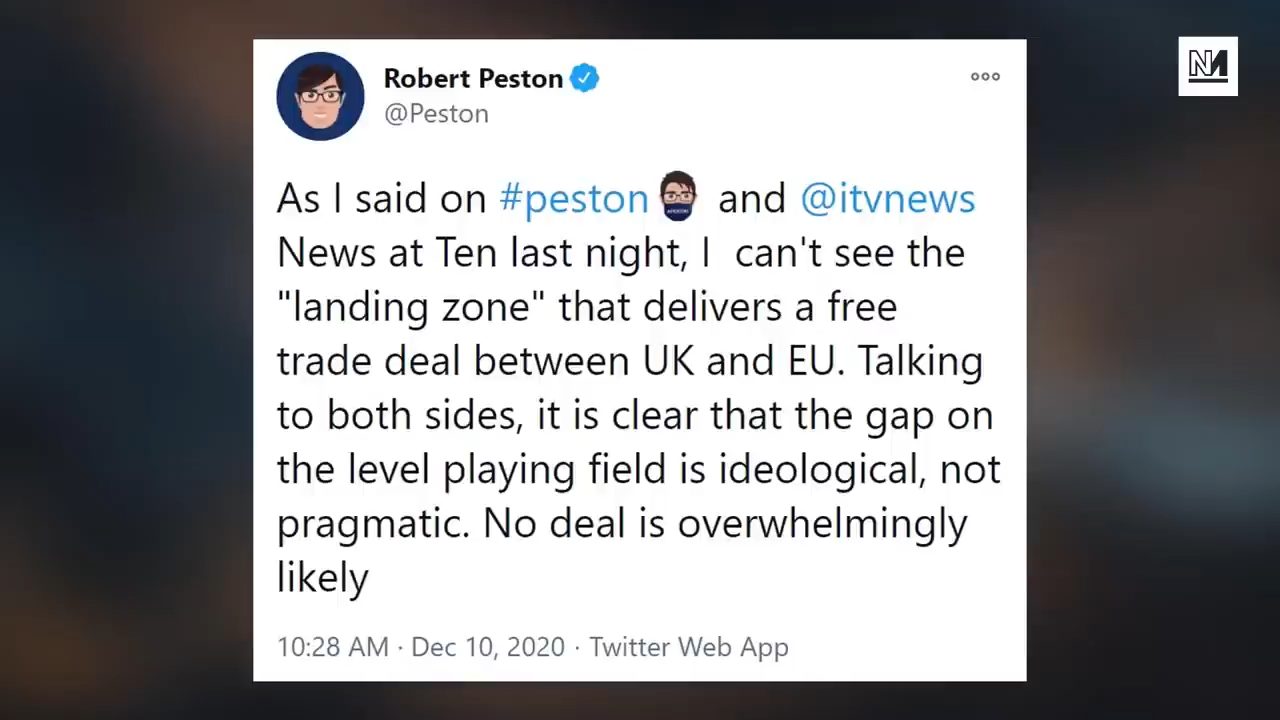 NM
Robert Peston
@Peston
As I said on #peston and @itvnews
News at Ten last night, I  can't see the
"landing zone" that delivers a free
trade deal between UK and EU. Talking
to both sides, it is clear that the gap on
the level playing field is ideological, not
pragmatic. No deal is overwhelmingly
likely
10:28 AM · Dec 10, 2020 · Twitter Web App